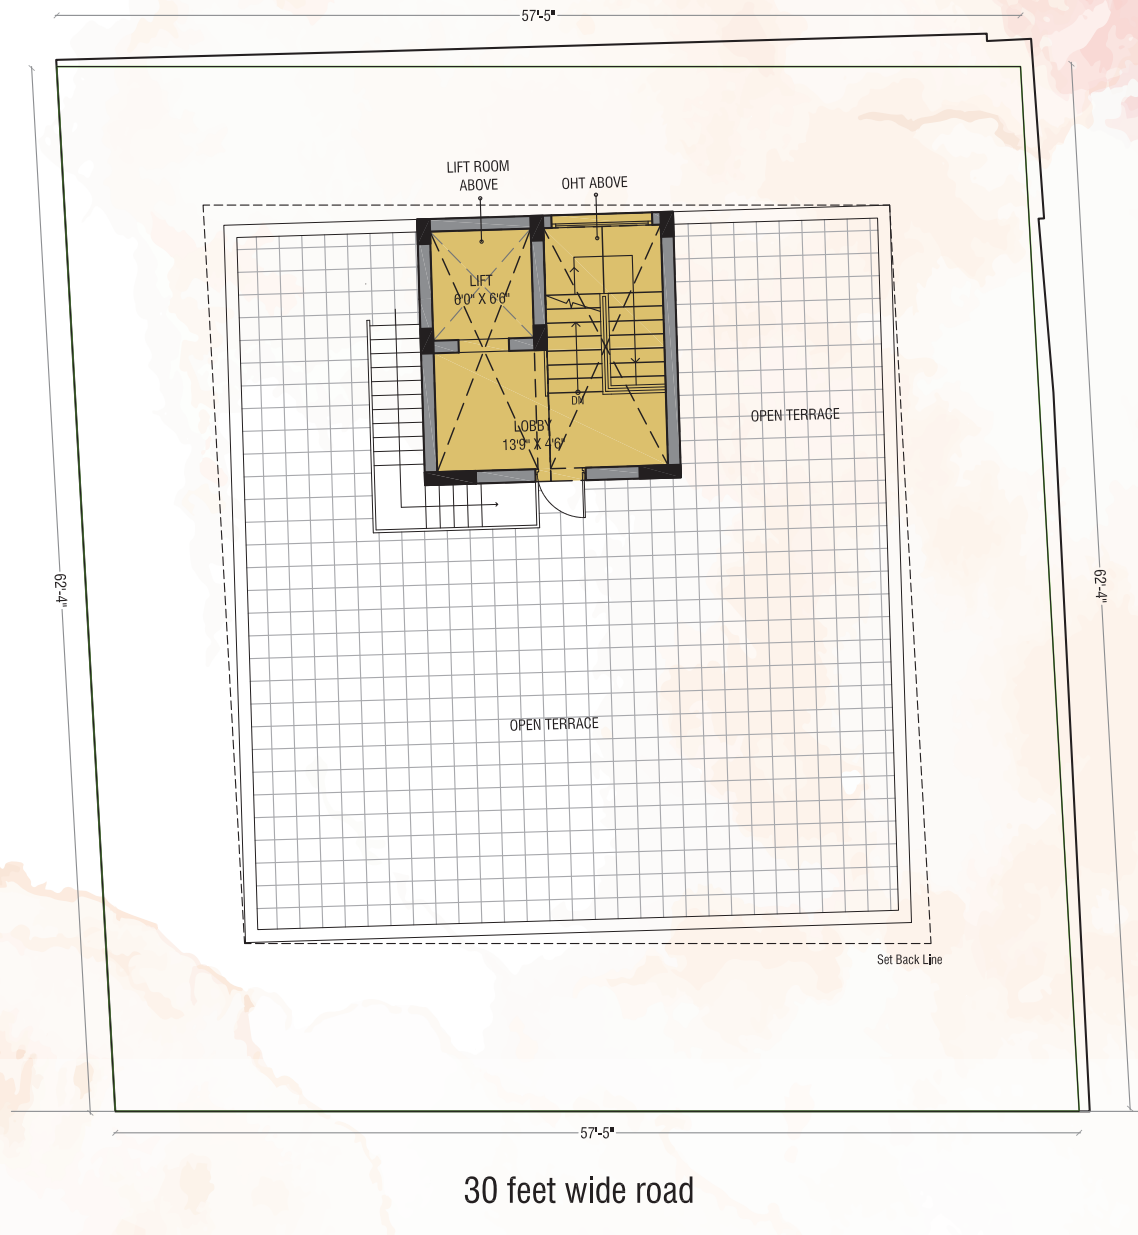 57'-5"
LIFT ROOM
ABOVE
OHT ABOVE
LIFT
6'0" X 6'6"
DN
LOBBY
13'9" X 4'6"
OPEN TERRACE
62'-4"
62'-4"
OPEN TERRACE
Set Back Line
57'-5"
30 feet wide road